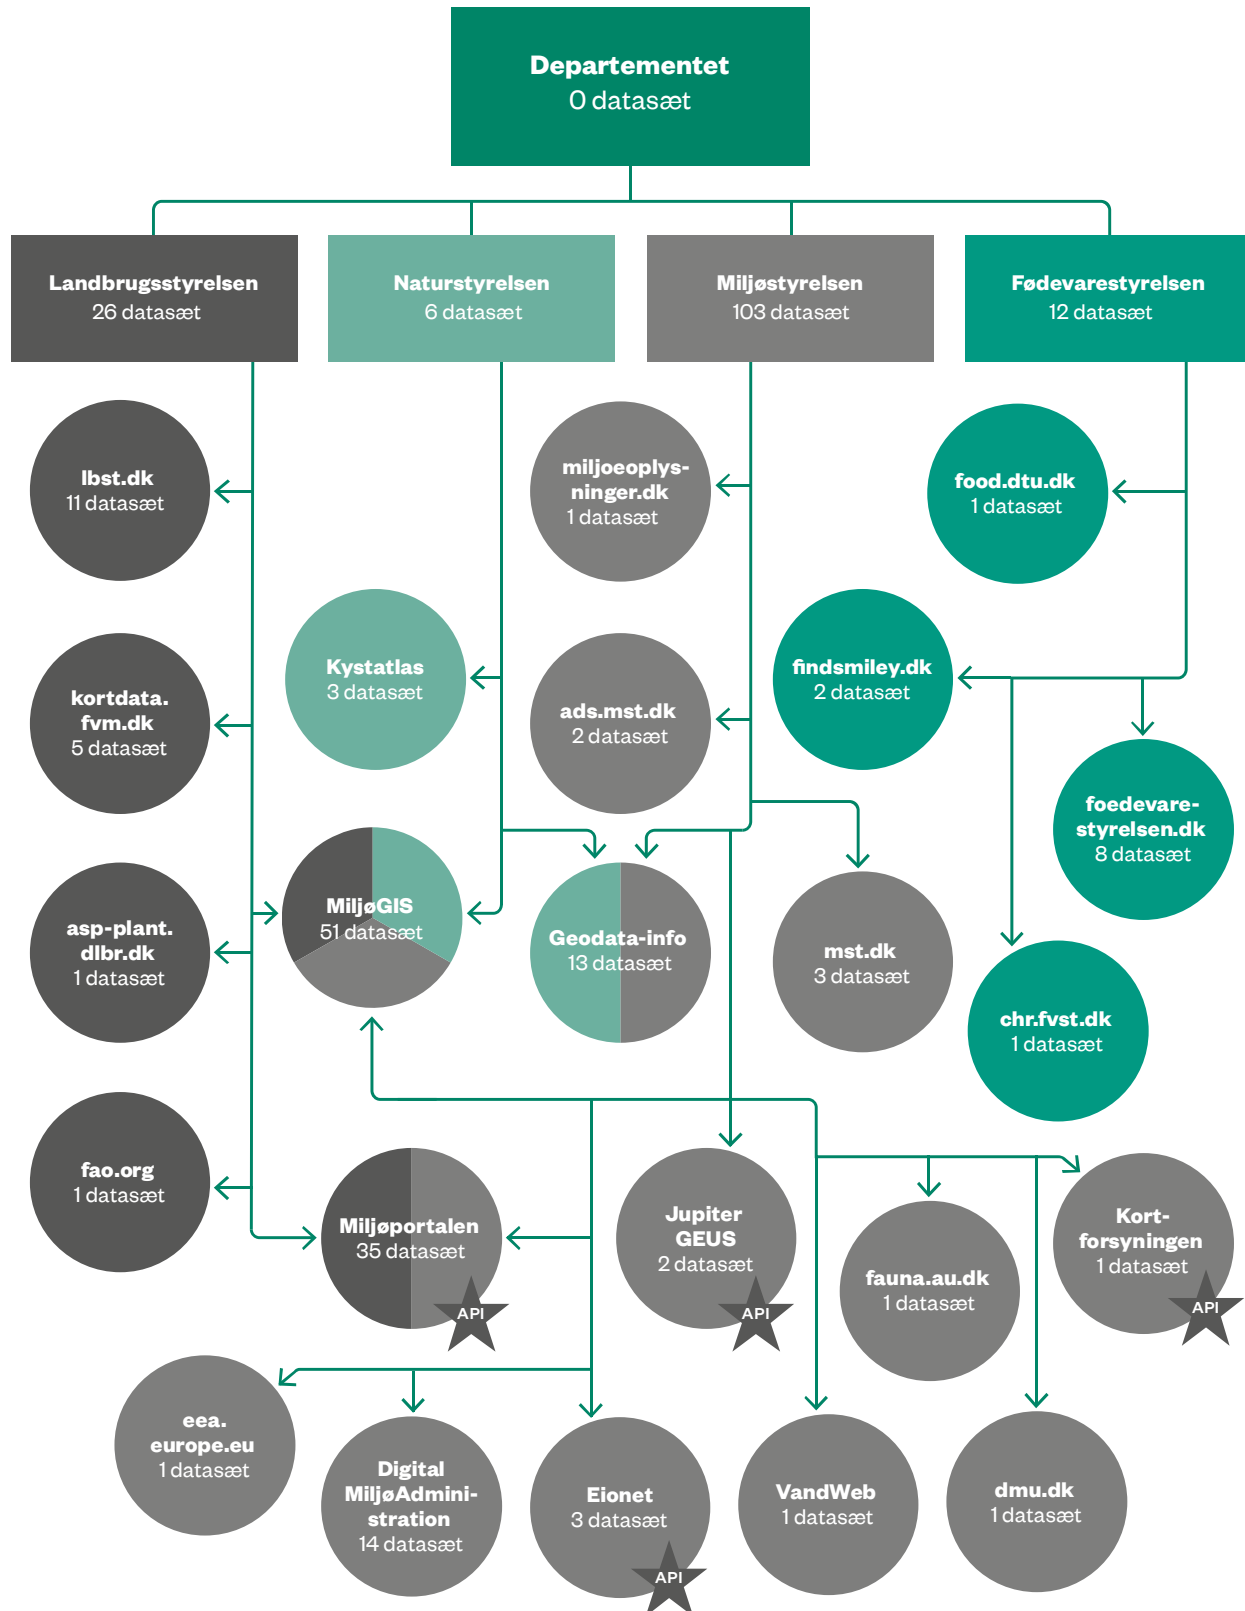 Departementet
0 datasæt
Landbrugsstyrelsen
26 datasæt
Naturstyrelsen
6 datasæt
Miljøstyrelsen
103 datasæt
Fødevarestyrelsen
12 datasæt
lbst.dk
11 datasæt
miljoeoplys-
ninger.dk
1 datasæt
food.dtu.dk
1 datasæt
Kystatlas
3 datasæt
findsmiley.dk
2 datasæt
kortdata.
fvm.dk
5 datasæt
ads.mst.dk
2 datasæt
foedevare-
styrelsen.dk
8 datasæt
MiljøGIS
51 datasæt
asp-plant.
dlbr.dk
1 datasæt
Geodata-info
13 datasæt
mst.dk
3 datasæt
chr.fvst.dk
1 datasæt
fao.org
1 datasæt
Miljøportalen
35 datasæt
API
Jupiter
GEUS
2 datasæt
API
fauna.au.dk
1 datasæt
Kort-
forsyningen
1 datasæt
API
eea.
europe.eu
1 datasæt
Digital
MiljøAdmini-
stration
14 datasæt
Eionet
3 datasæt
API
VandWeb
1 datasæt
dmu.dk
1 datasæt